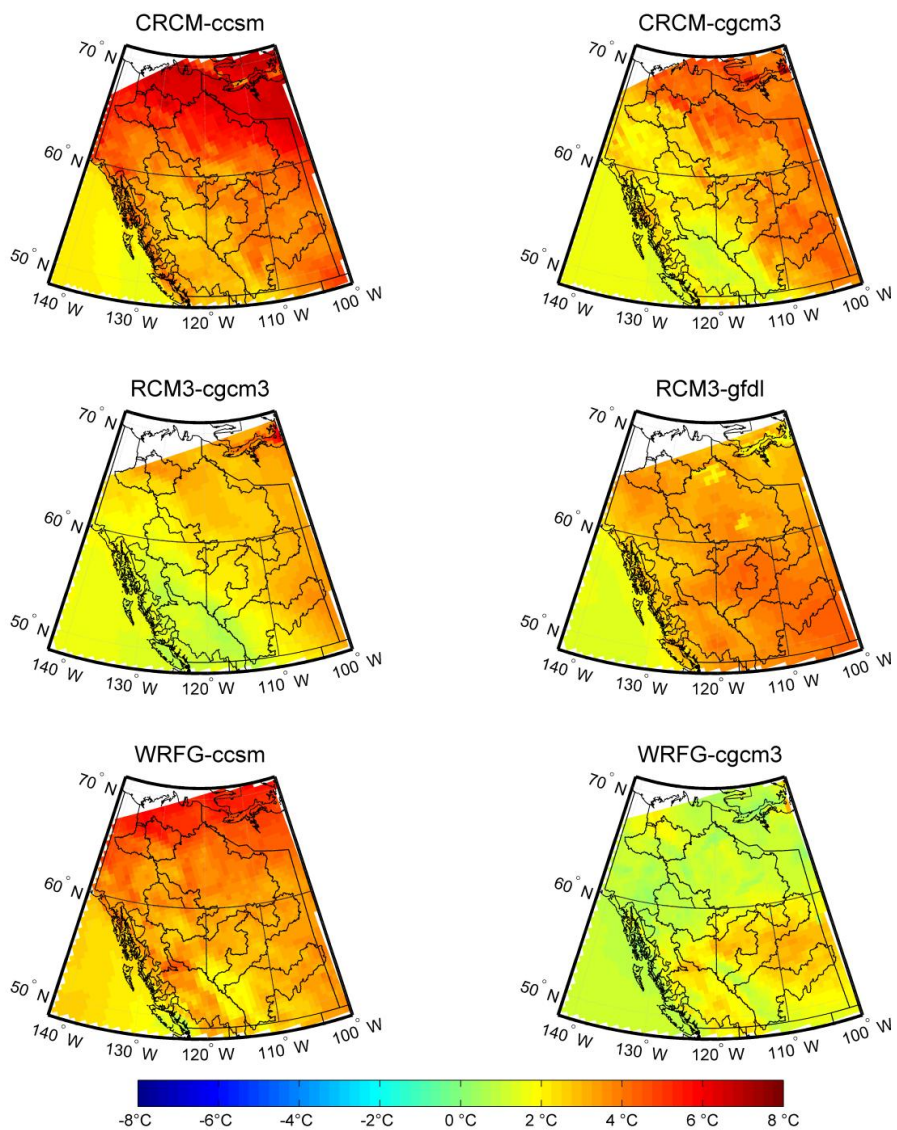 CRCM-ccsm
70° N
60° N
50° N
140° W
130° W
120° W
110° W
100° W
CRCM-cgcm3
70° N
60° N
50° N
140° W
130° W
120° W
110° W
100° W
RCM3-cgcm3
70° N
60° N
50° N
140° W
130° W
120° W
110° W
100° W
RCM3-gfdl
70° N
60° N
50° N
140° W
130° W
120° W
110° W
100° W
WRFG-ccsm
70° N
60° N
50° N
140° W
130° W
120° W
110° W
100° W
WRFG-cgcm3
70° N
60° N
50° N
140° W
130° W
120° W
110° W
100° W
-8°C -6°C -4°C -2°C 0 °C 2 °C 4 °C 6 °C 8 °C